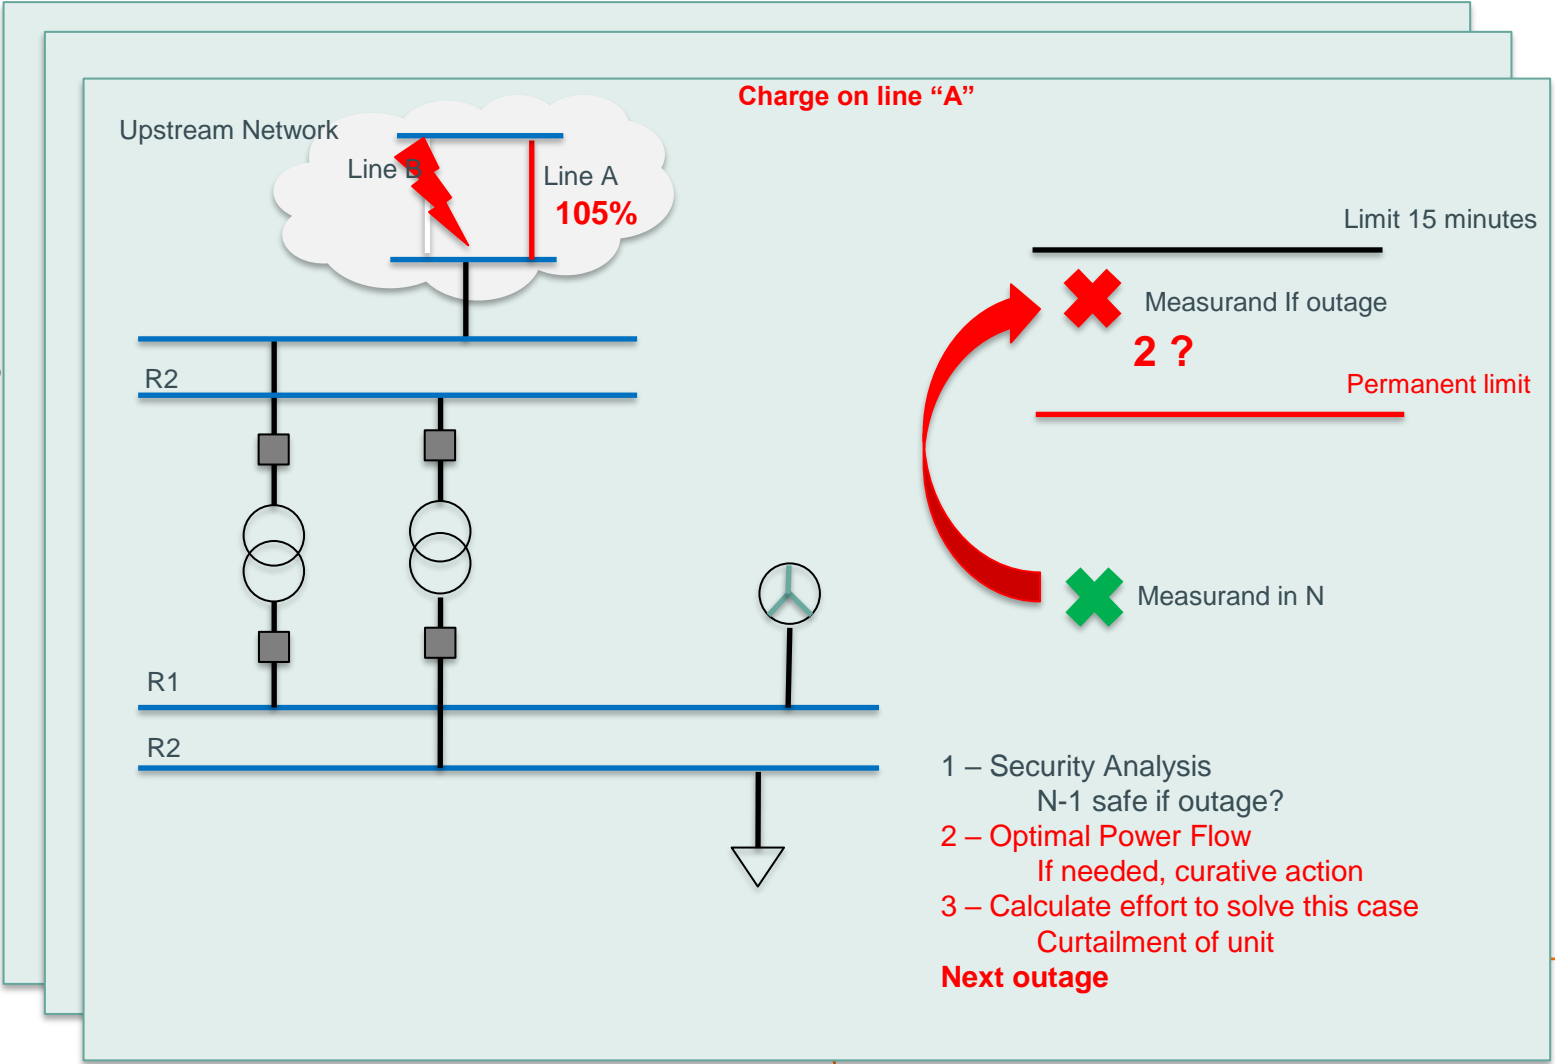 Charge on line “A”
Upstream Network
Line B
Line A
105%
Limit 15 minutes
Measurand If outage
2 ?
Permanent limit
R2
Measurand in N
R1
R2
1 – Security Analysis
N-1 safe if outage?
2 – Optimal Power Flow
If needed, curative action
3 – Calculate effort to solve this case
Curtailment of unit
Next outage